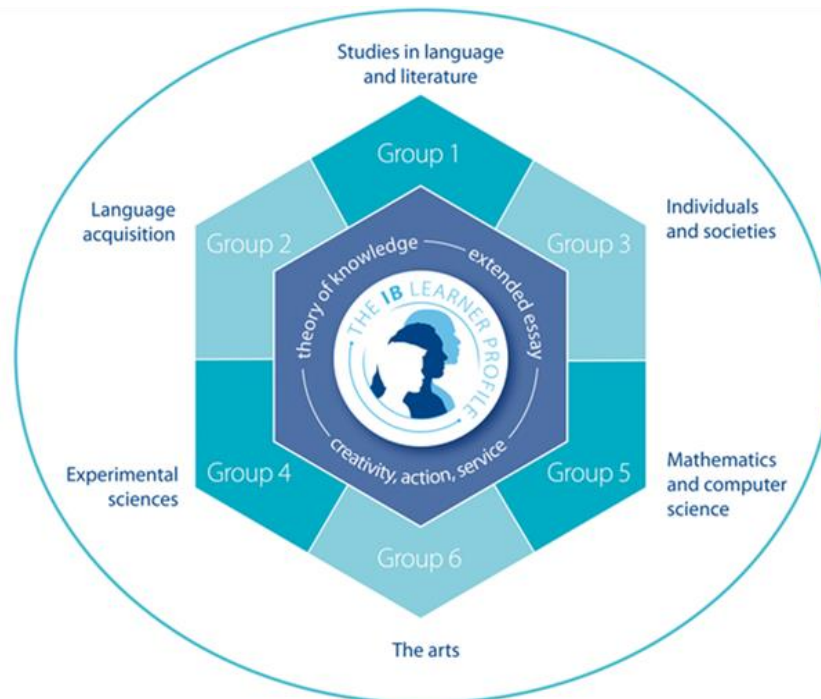 Studies in language
and literature
Group 1
Language
acquisition
Group 2
Individuals
and societies
Group 3
theory of knowledge
extended essay
THE IB LEARNER PROFILE
creativity, action, service
Experimental
sciences
Group 4
Mathematics
and computer
science
Group 5
Group 6
The arts